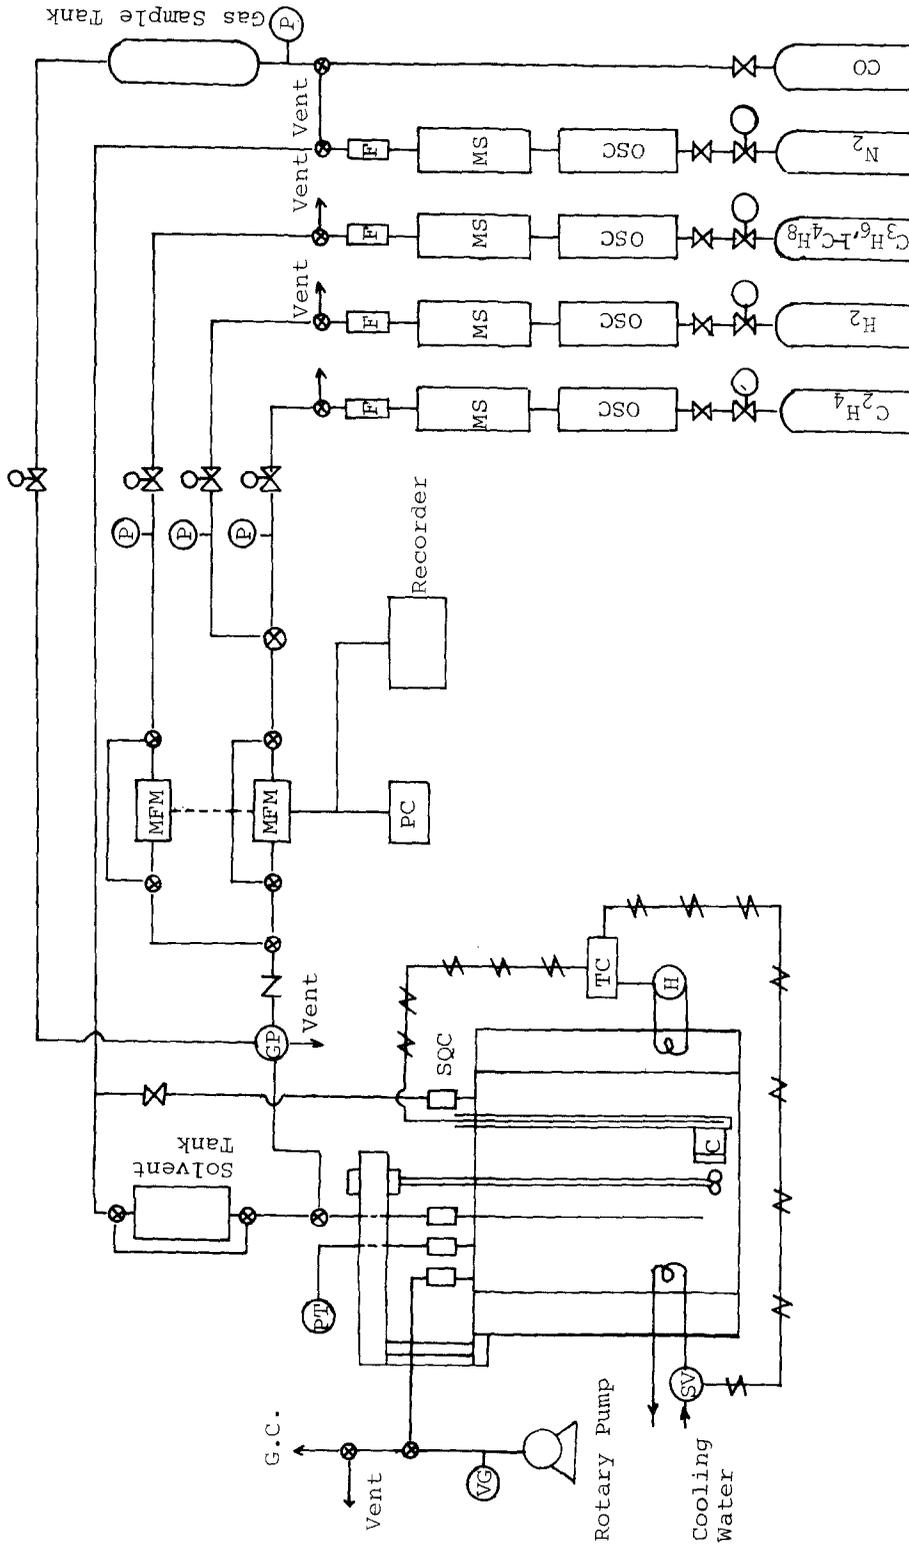 Gas Sample Tank
P
CO
Vent
N2
OSC
MS
F
Vent
C3H6,1-C4H8
OSC
MS
F
Vent
H2
OSC
MS
F
C2H4
OSC
MS
F
P
P
P
Recorder
MFM
MFM
PC
GP
Vent
TC
H
SQC
Solvent
Tank
C
PT
SV
G.C.
Vent
VG
Rotary Pump
Cooling
Water